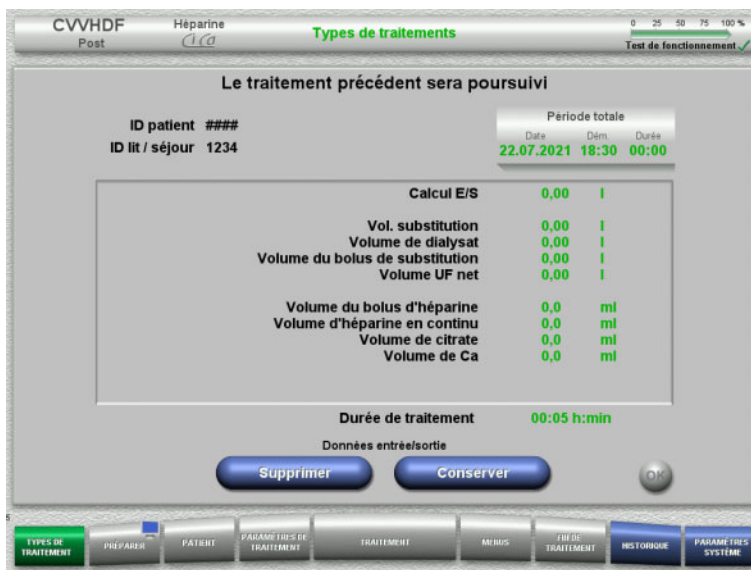 CVVHDF
Post
Héparine
Ci Ca
Types de traitements
0 25 50 75 100 %
Test de fonctionnement
Le traitement précédent sera poursuivi
ID patient ####
ID lit / séjour 1234
Période totale
Date Dém. Durée
22.07.2021 18:30 00:00
Calcul E/S 0,00 l
Vol. substitution 0,00 l
Volume de dialysat 0,00 l
Volume du bolus de substitution 0,00 l
Volume UF net 0,00 l
Volume du bolus d'héparine 0,0 ml
Volume d'héparine en continu 0,0 ml
Volume de citrate 0,0 ml
Volume de Ca 0,0 ml
Durée de traitement 00:05 h:min
Données entrée/sortie
Supprimer Conserver OK
5
TYPES DE TRAITEMENT
PRÉPARER
PATIENT
PARAMÈTRES DE TRAITEMENT
TRAITEMENT
MENUS
FIN DE TRAITEMENT
HISTORIQUE
PARAMÈTRES SYSTÈME